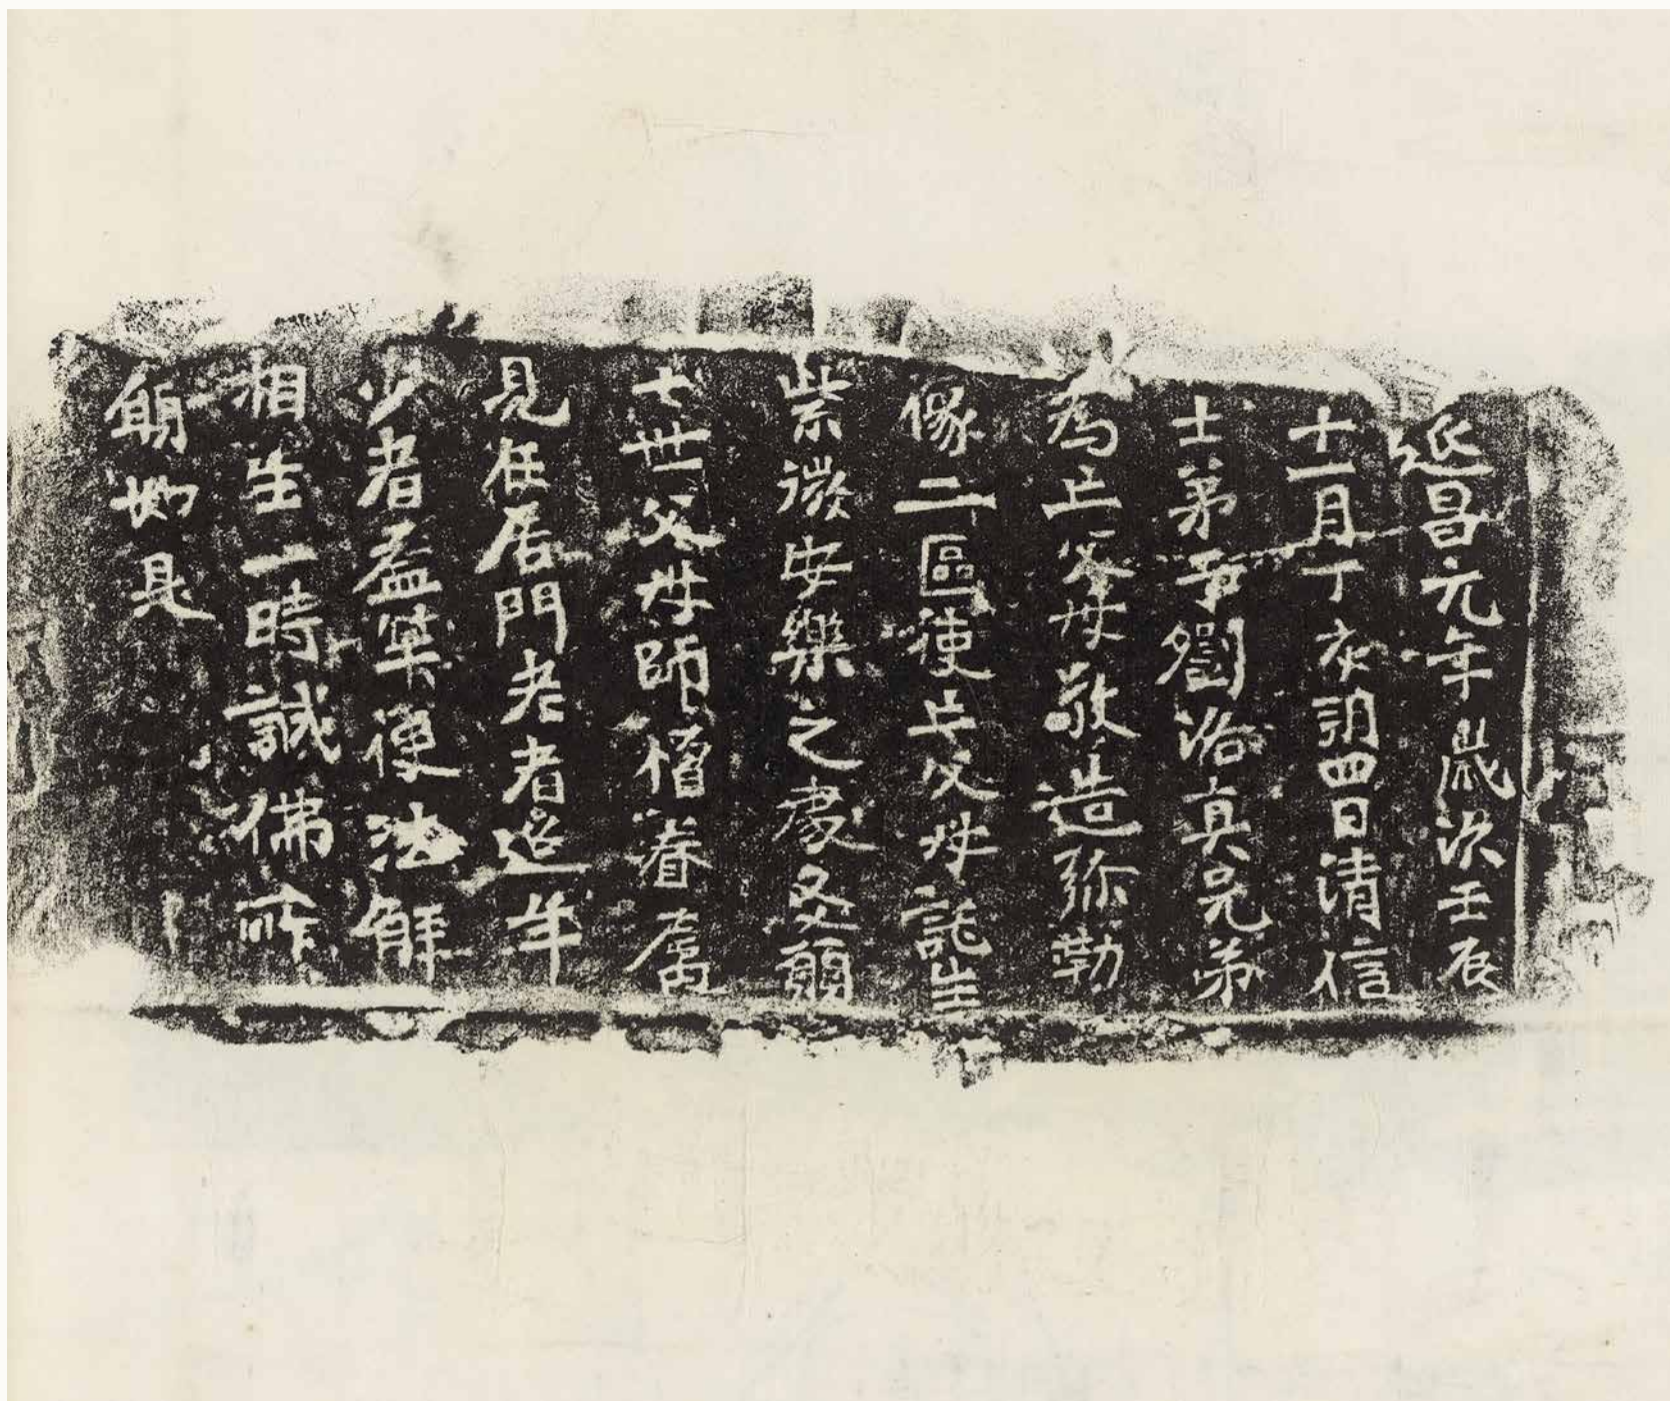 延昌元年歲次壬辰
十一月丁亥朔四日清信
士弟子劉洛真兄弟
為亡父母敬造弥勒
像二區使亡父母託生
紫微安樂之處又願
七世父母師僧眷屬
見在居門老者延年
少者益筭使法解
相生一時誠佛所
願如是